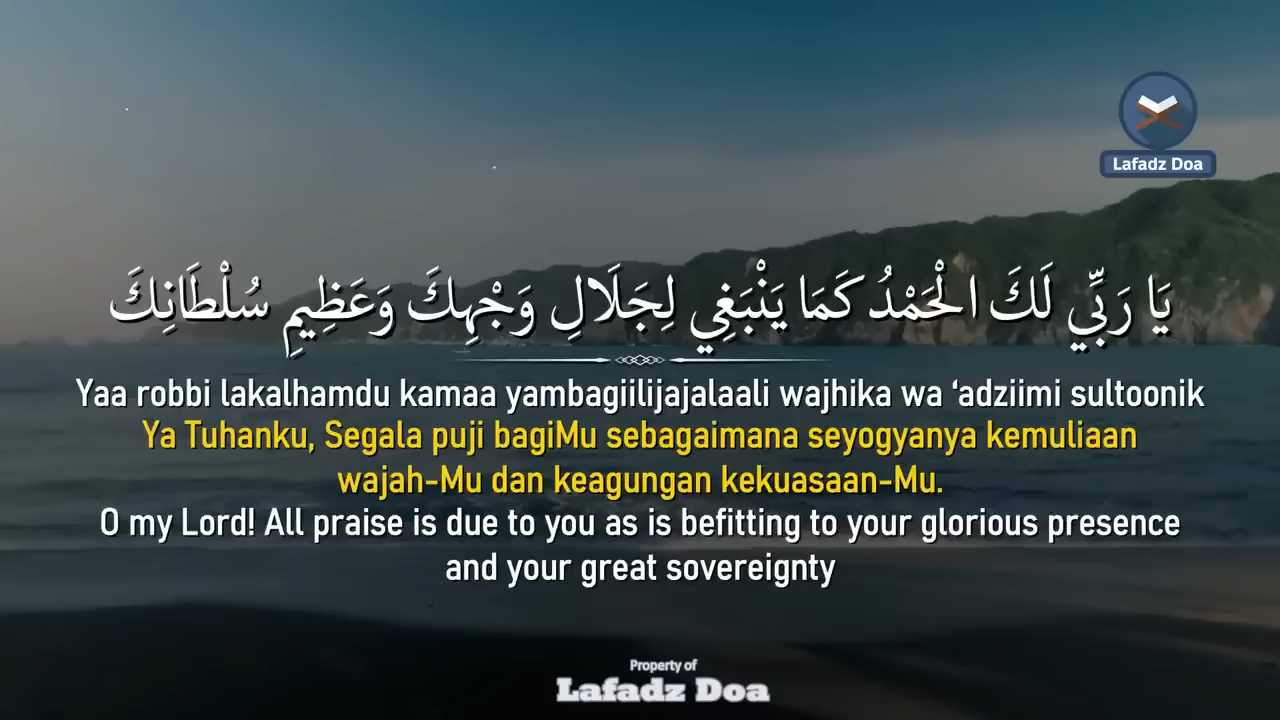 Lafadz Doa
يَا رَبِّي لَكَ الْحَمْدُ كَمَا يَنْبَغِي لِجَلَالِ وَجْهِكَ وَعَظِيمِ سُلْطَانِكَ
Yaa robbi lakalhamdu kamaa yambagiilijajalaali wajhika wa ‘adziimi sultoonik
Ya Tuhanku, Segala puji bagiMu sebagaimana seyogyanya kemuliaan
wajah-Mu dan keagungan kekuasaan-Mu.
O my Lord! All praise is due to you as is befitting to your glorious presence
and your great sovereignty
Property of
Lafadz Doa